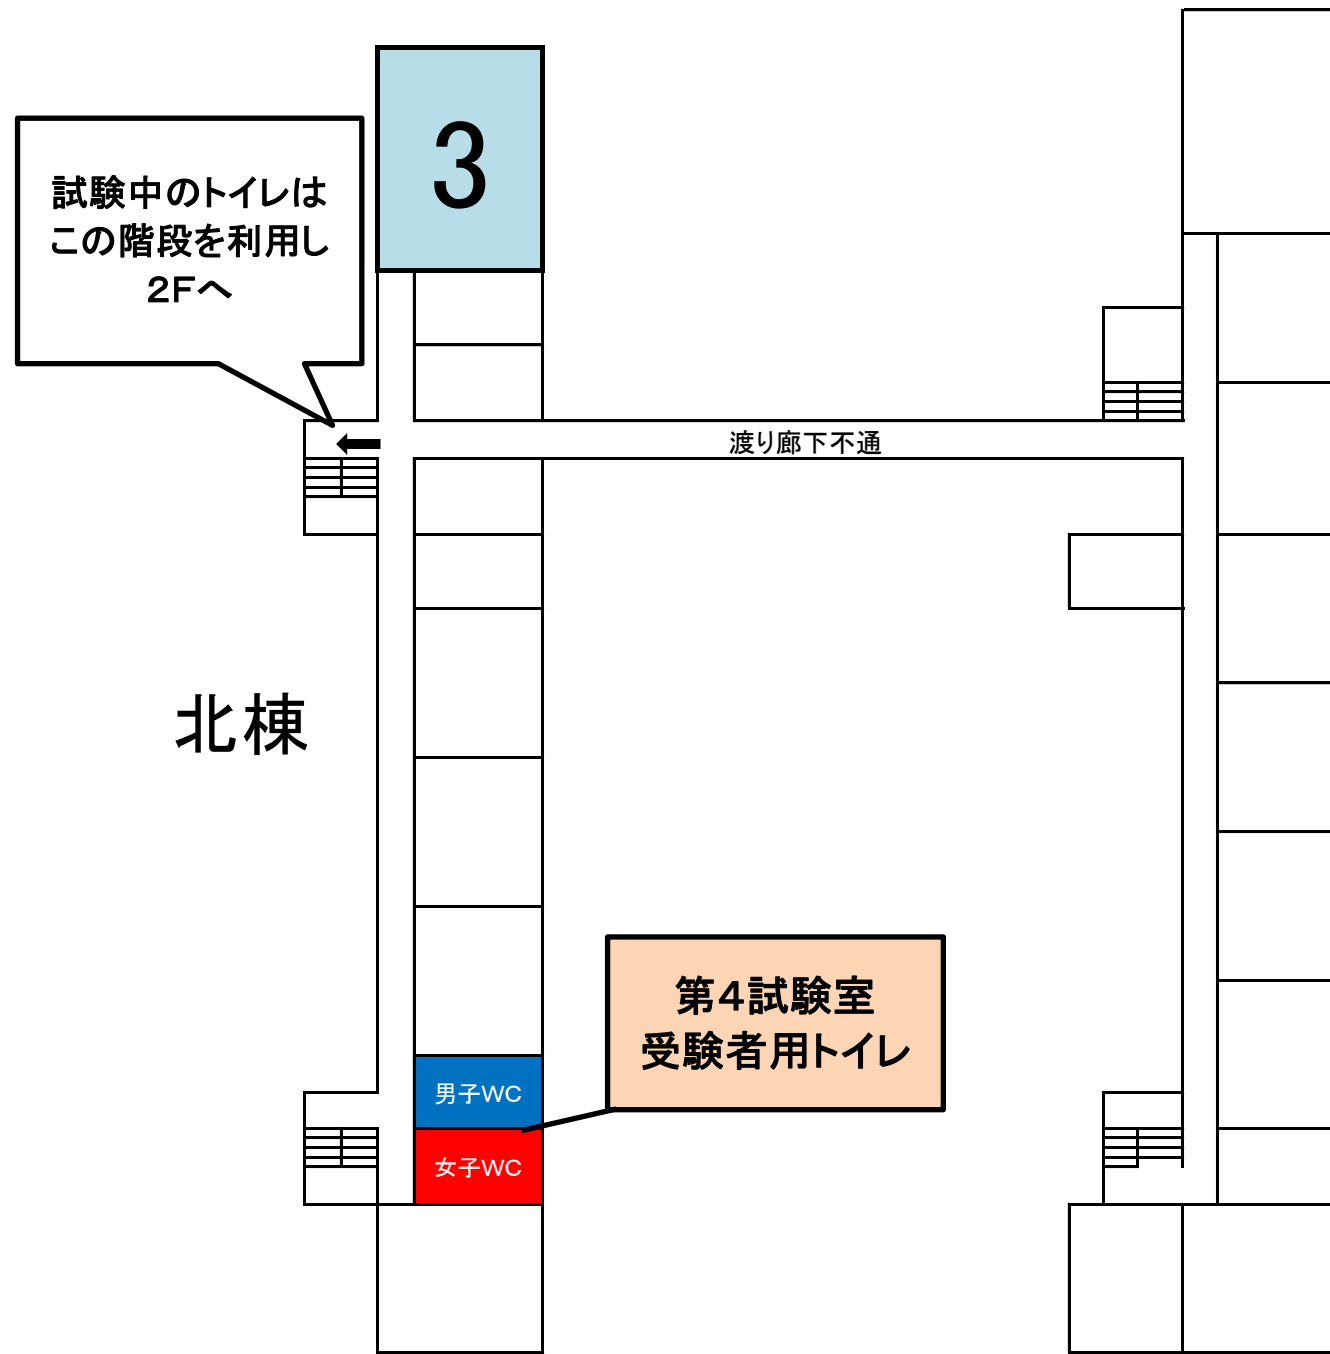 3
試験中のトイレは
この階段を利用し
２Ｆへ
渡り廊下不通
北棟
第４試験室
受験者用トイレ
男子WC
女子WC